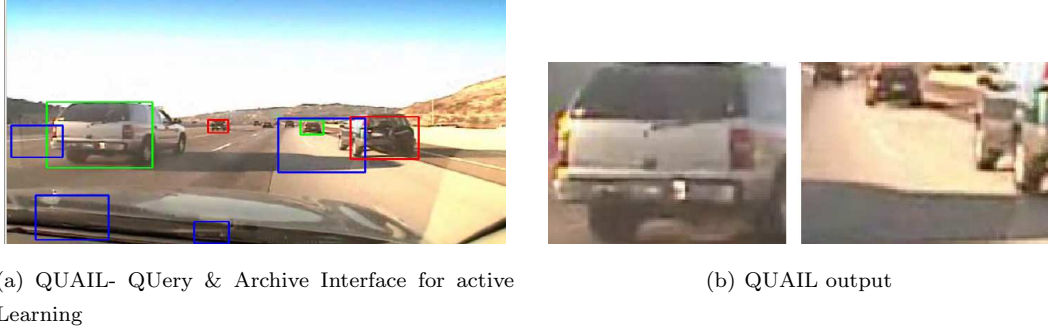 (a) QUAIL- QUery & Archive Interface for active
Learning
(b) QUAIL output